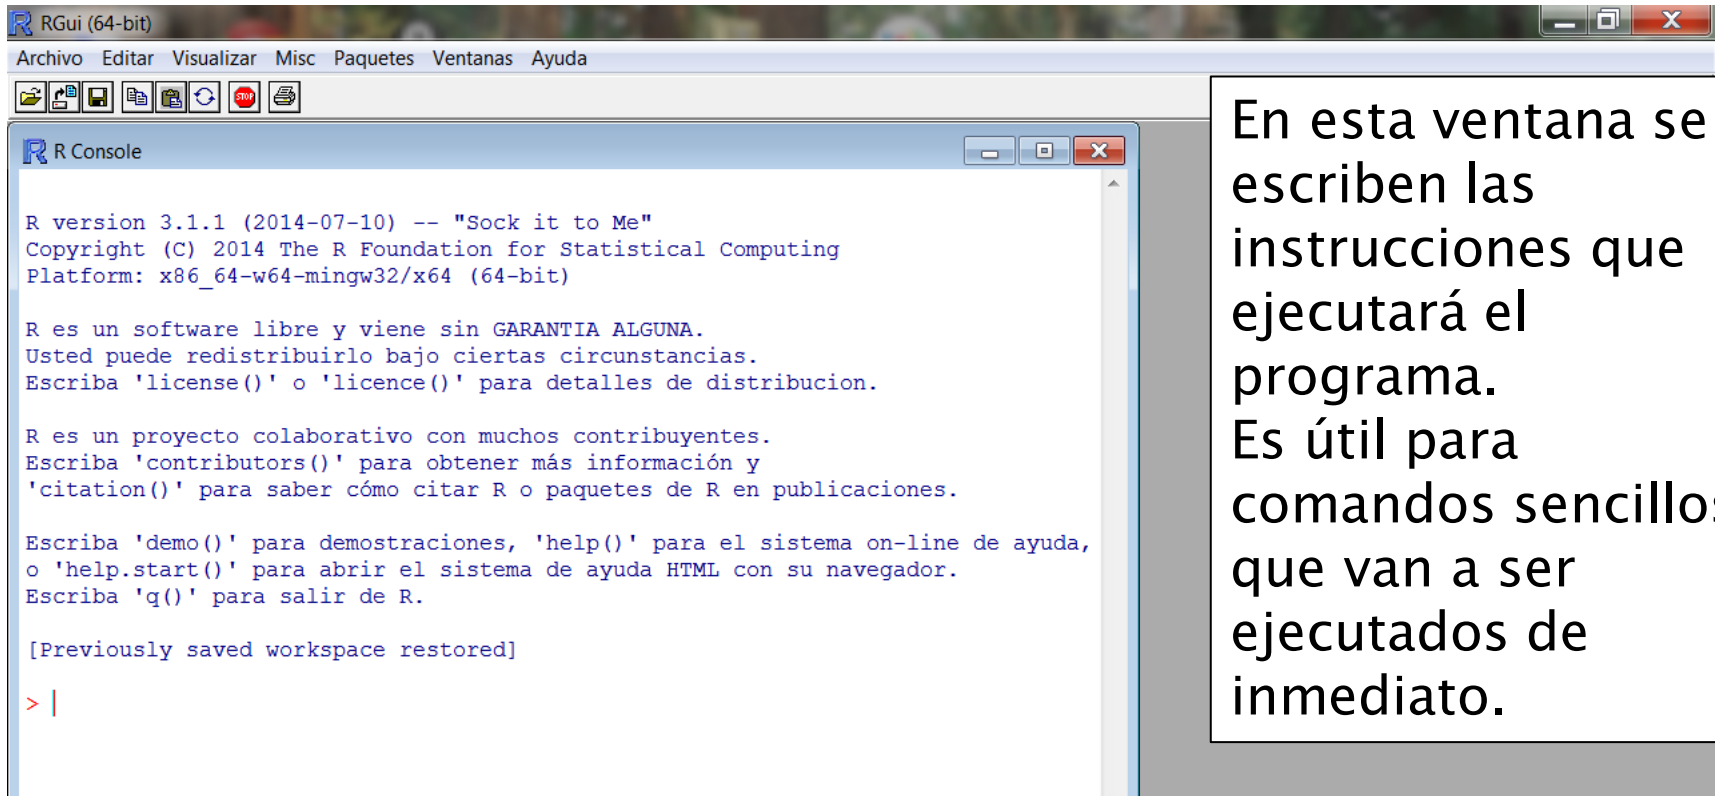 RGui (64-bit)
Archivo Editar Visualizar Misc Paquetes Ventanas Ayuda
STOP
R Console
R version 3.1.1 (2014-07-10) -- "Sock it to Me"
Copyright (C) 2014 The R Foundation for Statistical Computing
Platform: x86_64-w64-mingw32/x64 (64-bit)
R es un software libre y viene sin GARANTIA ALGUNA.
Usted puede redistribuirlo bajo ciertas circunstancias.
Escriba 'license()' o 'licence()' para detalles de distribucion.
R es un proyecto colaborativo con muchos contribuyentes.
Escriba 'contributors()' para obtener más información y
'citation()' para saber cómo citar R o paquetes de R en publicaciones.
Escriba 'demo()' para demostraciones, 'help()' para el sistema on-line de ayuda,
o 'help.start()' para abrir el sistema de ayuda HTML con su navegador.
Escriba 'q()' para salir de R.
[Previously saved workspace restored]
>
En esta ventana se
escriben las
instrucciones que
ejecutará el
programa.
Es útil para
comandos sencillos
que van a ser
ejecutados de
inmediato.